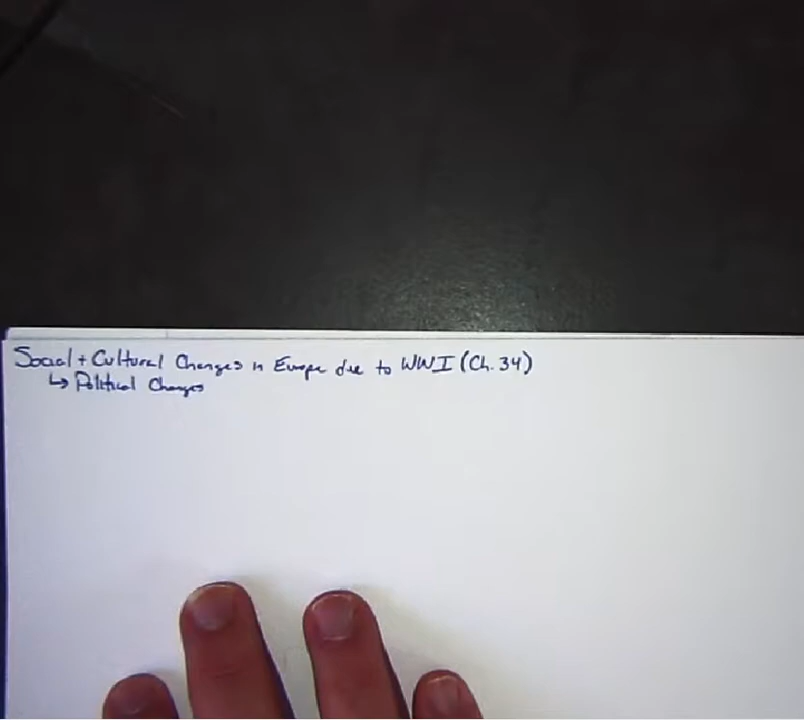 Social + Cultural Changes in Europe due to WWI (Ch. 34)
↳ Political Changes